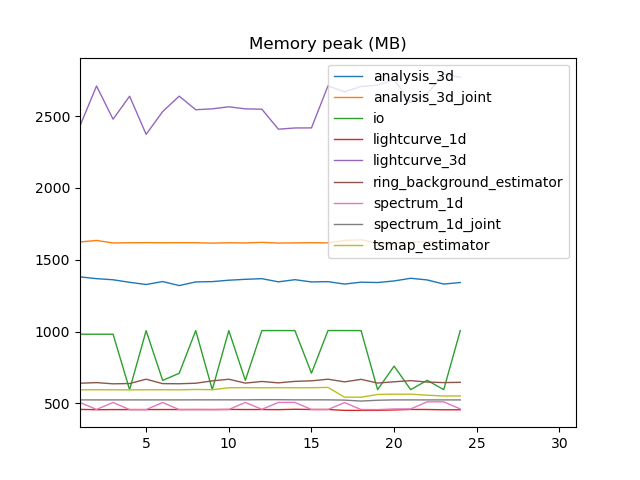 Memory peak (MB)
analysis_3d
analysis_3d_joint
io
lightcurve_1d
lightcurve_3d
ring_background_estimator
spectrum_1d
spectrum_1d_joint
tsmap_estimator
2500
2000
1500
1000
500
5 10 15 20 25 30